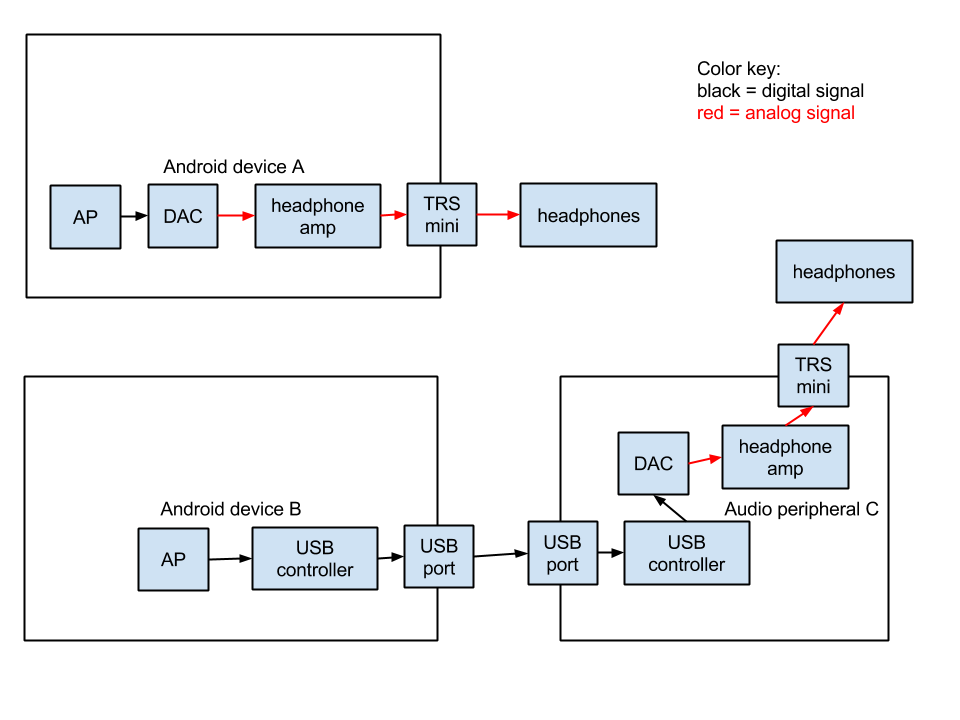 Color key:
black = digital signal
red = analog signal
Android device A
AP
DAC
headphone
amp
TRS
mini
headphones
headphones
TRS
mini
DAC
headphone
amp
Android device B
Audio peripheral C
AP
USB
controller
USB
port
USB
port
USB
controller